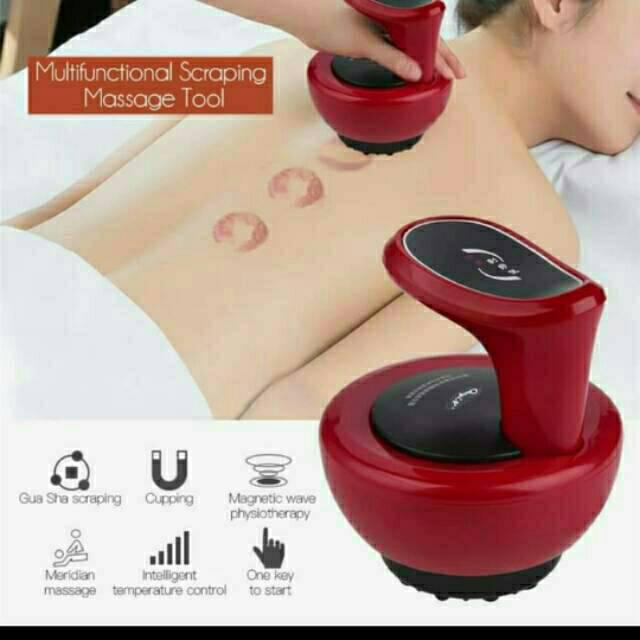 Multifunctional Scraping
Massage Tool
Gua Sha scraping
Cupping
Magnetic wave
physiotherapy
Meridian
massage
Intelligent
temperature control
One key
to start